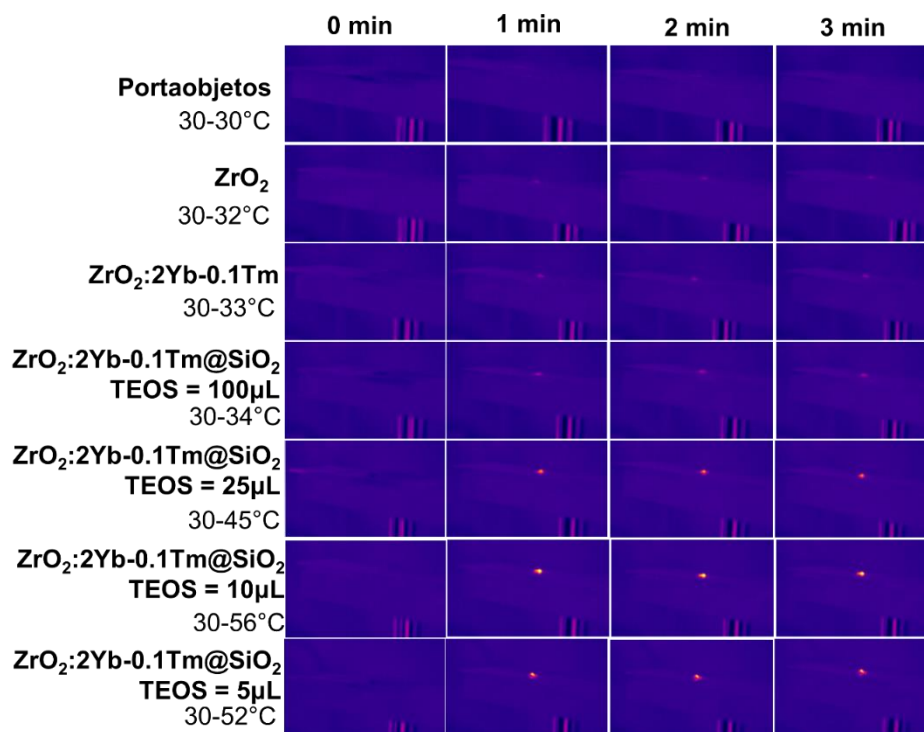 0 min 1 min 2 min 3 min
Portaobjetos
30-30°C
ZrO₂
30-32°C
ZrO₂:2Yb-0.1Tm
30-33°C
ZrO₂:2Yb-0.1Tm@SiO₂
TEOS = 100µL
30-34°C
ZrO₂:2Yb-0.1Tm@SiO₂
TEOS = 25µL
30-45°C
ZrO₂:2Yb-0.1Tm@SiO₂
TEOS = 10µL
30-56°C
ZrO₂:2Yb-0.1Tm@SiO₂
TEOS = 5µL
30-52°C